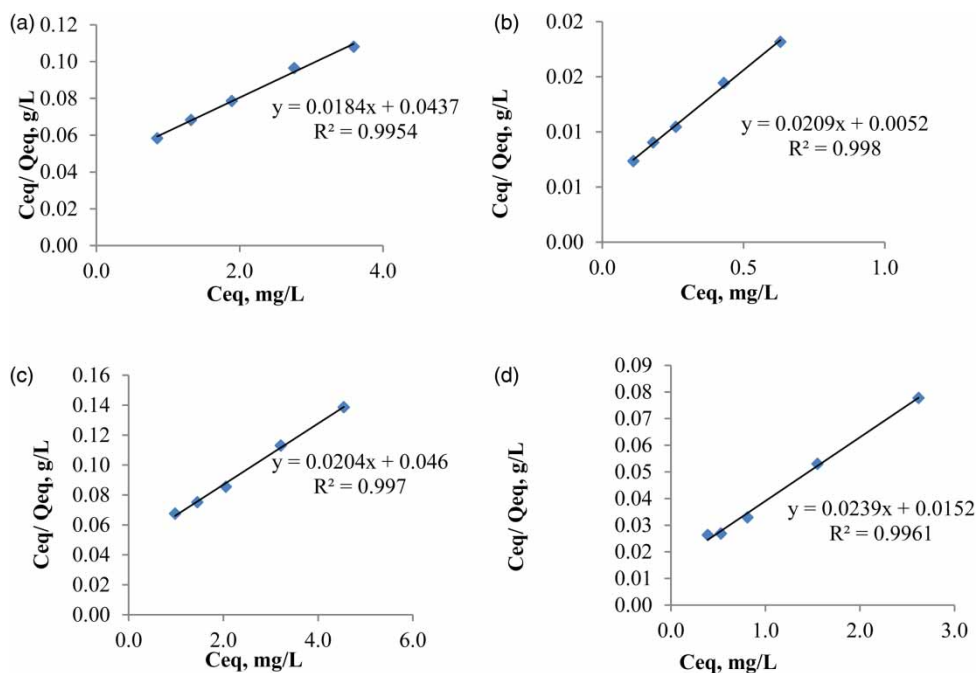 (a)
0.12
0.10
0.08
0.06
0.04
0.02
0.00
Ceq/ Qeq, g/L
y = 0.0184x + 0.0437
R² = 0.9954
0.0 2.0 4.0
Ceq, mg/L
(b)
0.02
0.02
0.01
0.01
0.00
Ceq/ Qeq, g/L
y = 0.0209x + 0.0052
R² = 0.998
0.0 0.5 1.0
Ceq, mg/L
(c)
0.16
0.14
0.12
0.10
0.08
0.06
0.04
0.02
0.00
Ceq/ Qeq, g/L
y = 0.0204x + 0.046
R² = 0.997
0.0 2.0 4.0 6.0
Ceq, mg/L
(d)
0.09
0.08
0.07
0.06
0.05
0.04
0.03
0.02
0.01
0.00
Ceq/ Qeq, g/L
y = 0.0239x + 0.0152
R² = 0.9961
0.0 1.0 2.0 3.0
Ceq, mg/L